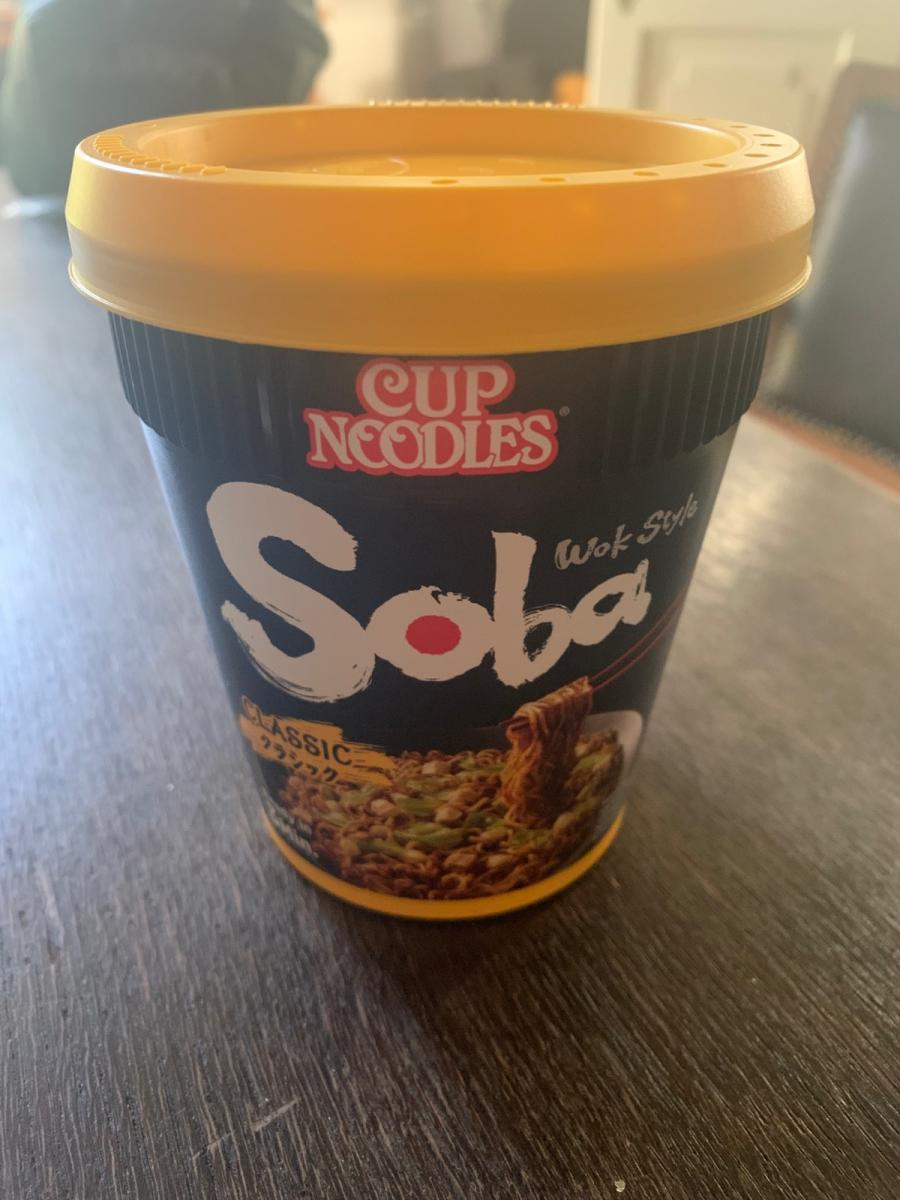 CUP
NOODLES®
Wok Style
Soba
CLASSIC
クラシック